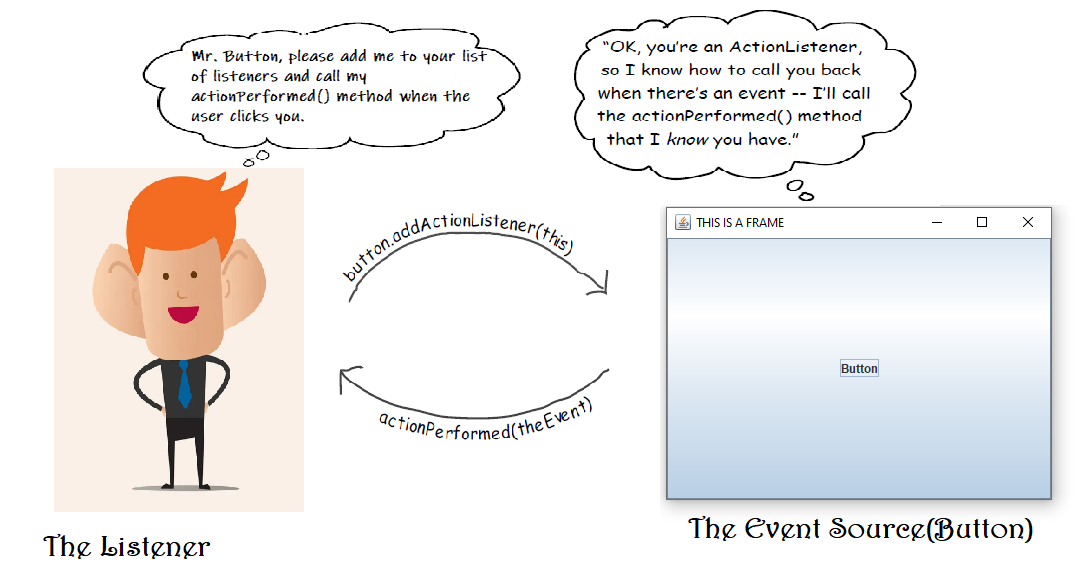 Mr. Button, please add me to your list
of listeners and call my
actionPerformed() method when the
user clicks you.
“OK, you’re an ActionListener,
so I know how to call you back
when there’s an event -- I’ll call
the actionPerformed() method
that I know you have.”
button.addActionListener(this)
actionPerformed(theEvent)
THIS IS A FRAME
Button
The Listener
The Event Source(Button)